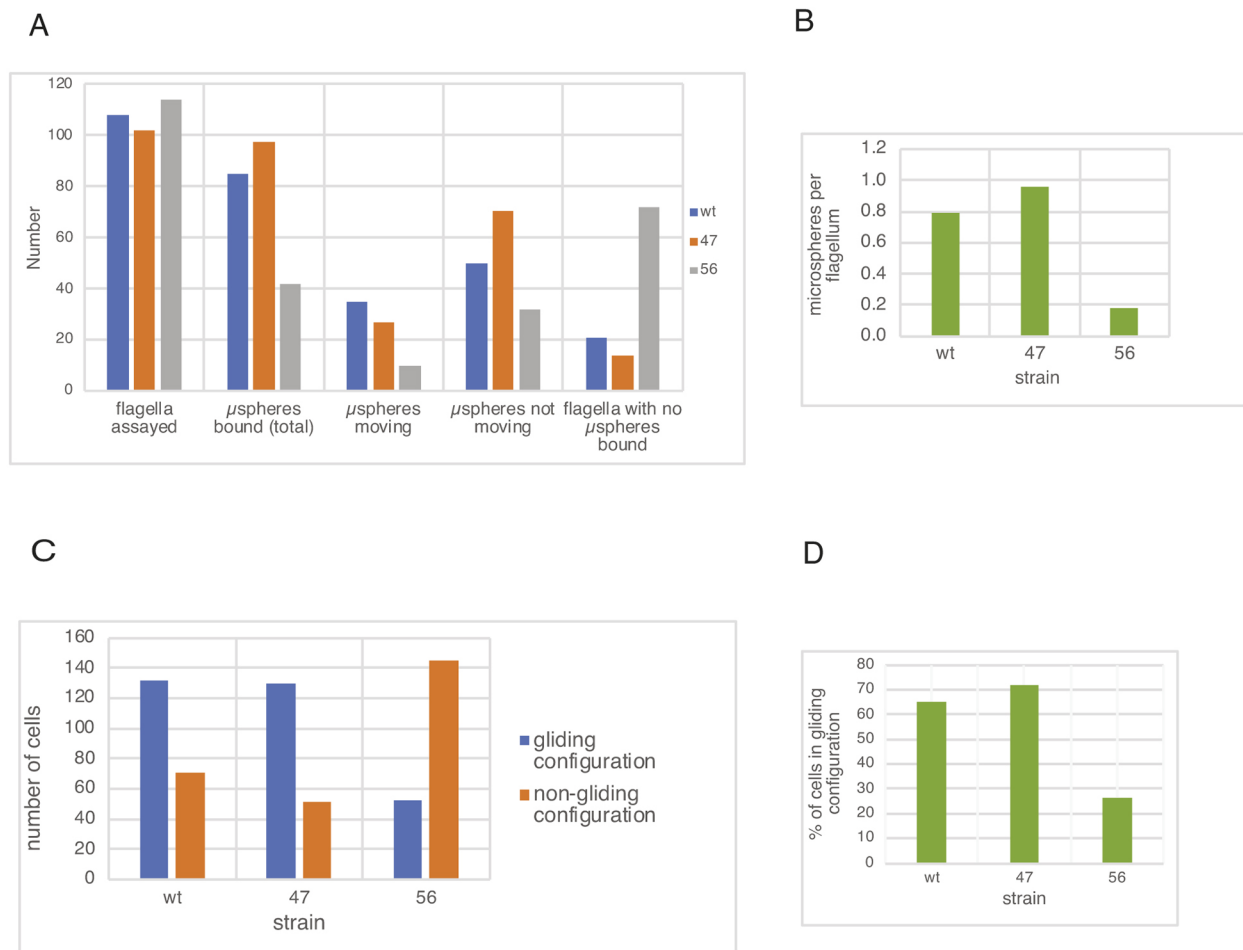 A
120
100
80
60
40
20
0
Number
flagella
assayed
µspheres
bound (total)
µspheres
moving
µspheres not
moving
flagella with no
µspheres
bound
wt
47
56
B
1.2
1.0
0.8
0.6
0.4
0.2
0.0
microspheres per
flagellum
wt 47 56
strain
C
160
140
120
100
80
60
40
20
0
number of cells
wt 47 56
strain
gliding
configuration
non-gliding
configuration
D
80
70
60
50
40
30
20
10
0
% of cells in gliding
configuration
wt 47 56
strain